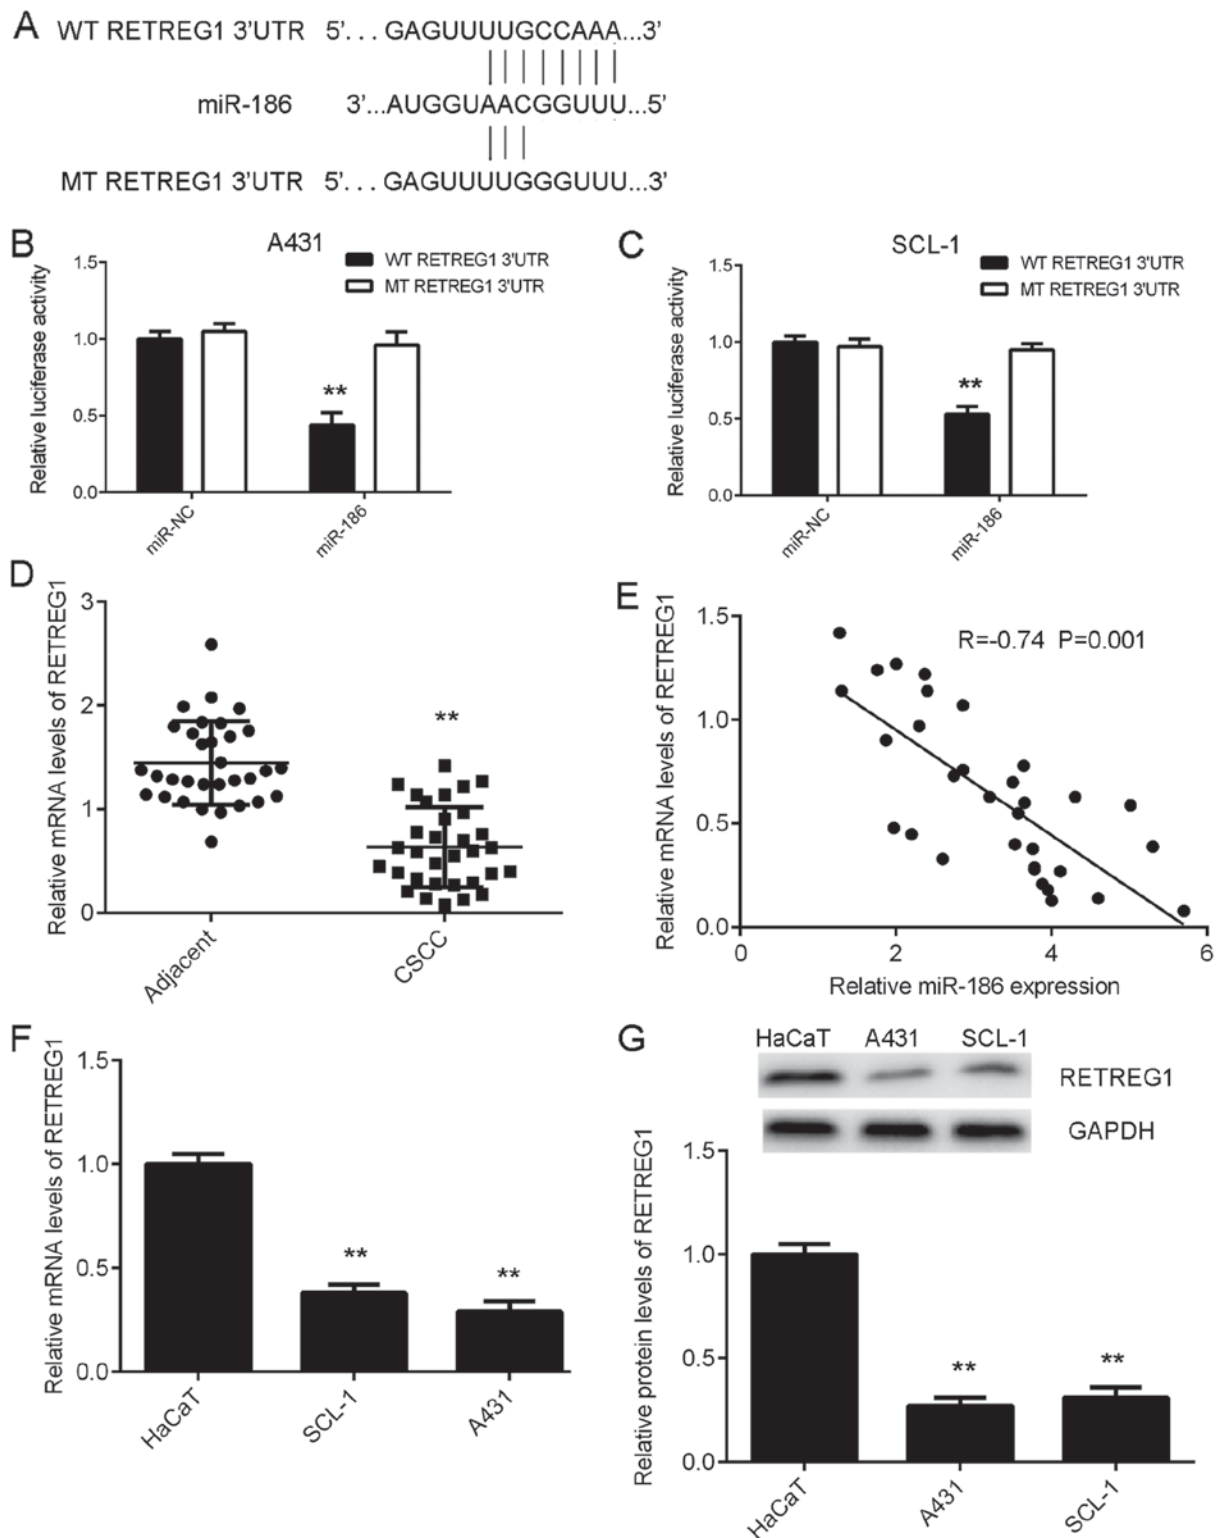 A
WT RETREG1 3'UTR 5'. . . GAGUUUUGCCAAA...3'
miR-186 3'...AUGGUAACGGUUU...5'
MT RETREG1 3'UTR 5'. . . GAGUUUUGGGUUU...3'
B
A431
WT RETREG1 3'UTR
MT RETREG1 3'UTR
Relative luciferase activity
1.5
1.0
0.5
0.0
**
miR-NC
miR-186
C
SCL-1
WT RETREG1 3'UTR
MT RETREG1 3'UTR
Relative luciferase activity
1.5
1.0
0.5
0.0
**
miR-NC
miR-186
D
Relative mRNA levels of RETREG1
3
2
1
0
**
Adjacent
CSCC
E
Relative mRNA levels of RETREG1
1.5
1.0
0.5
0.0
R=-0.74 P=0.001
0 2 4 6
Relative miR-186 expression
F
Relative mRNA levels of RETREG1
1.5
1.0
0.5
0.0
**
**
HaCaT
SCL-1
A431
G
HaCaT A431 SCL-1
RETREG1
GAPDH
Relative protein levels of RETREG1
1.5
1.0
0.5
0.0
**
**
HaCaT
A431
SCL-1